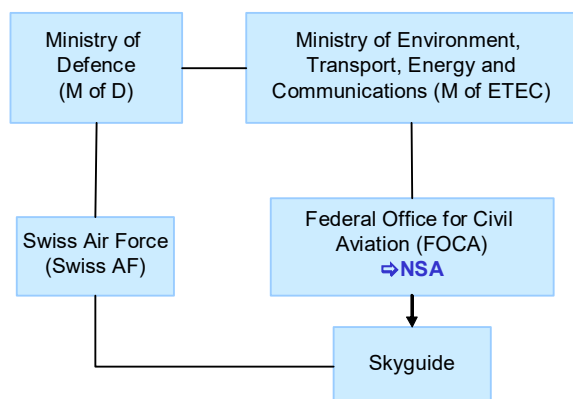 Ministry of
Defence
(M of D)
Ministry of Environment,
Transport, Energy and
Communications (M of ETEC)
Swiss Air Force
(Swiss AF)
Federal Office for Civil
Aviation (FOCA)
⇨NSA
Skyguide